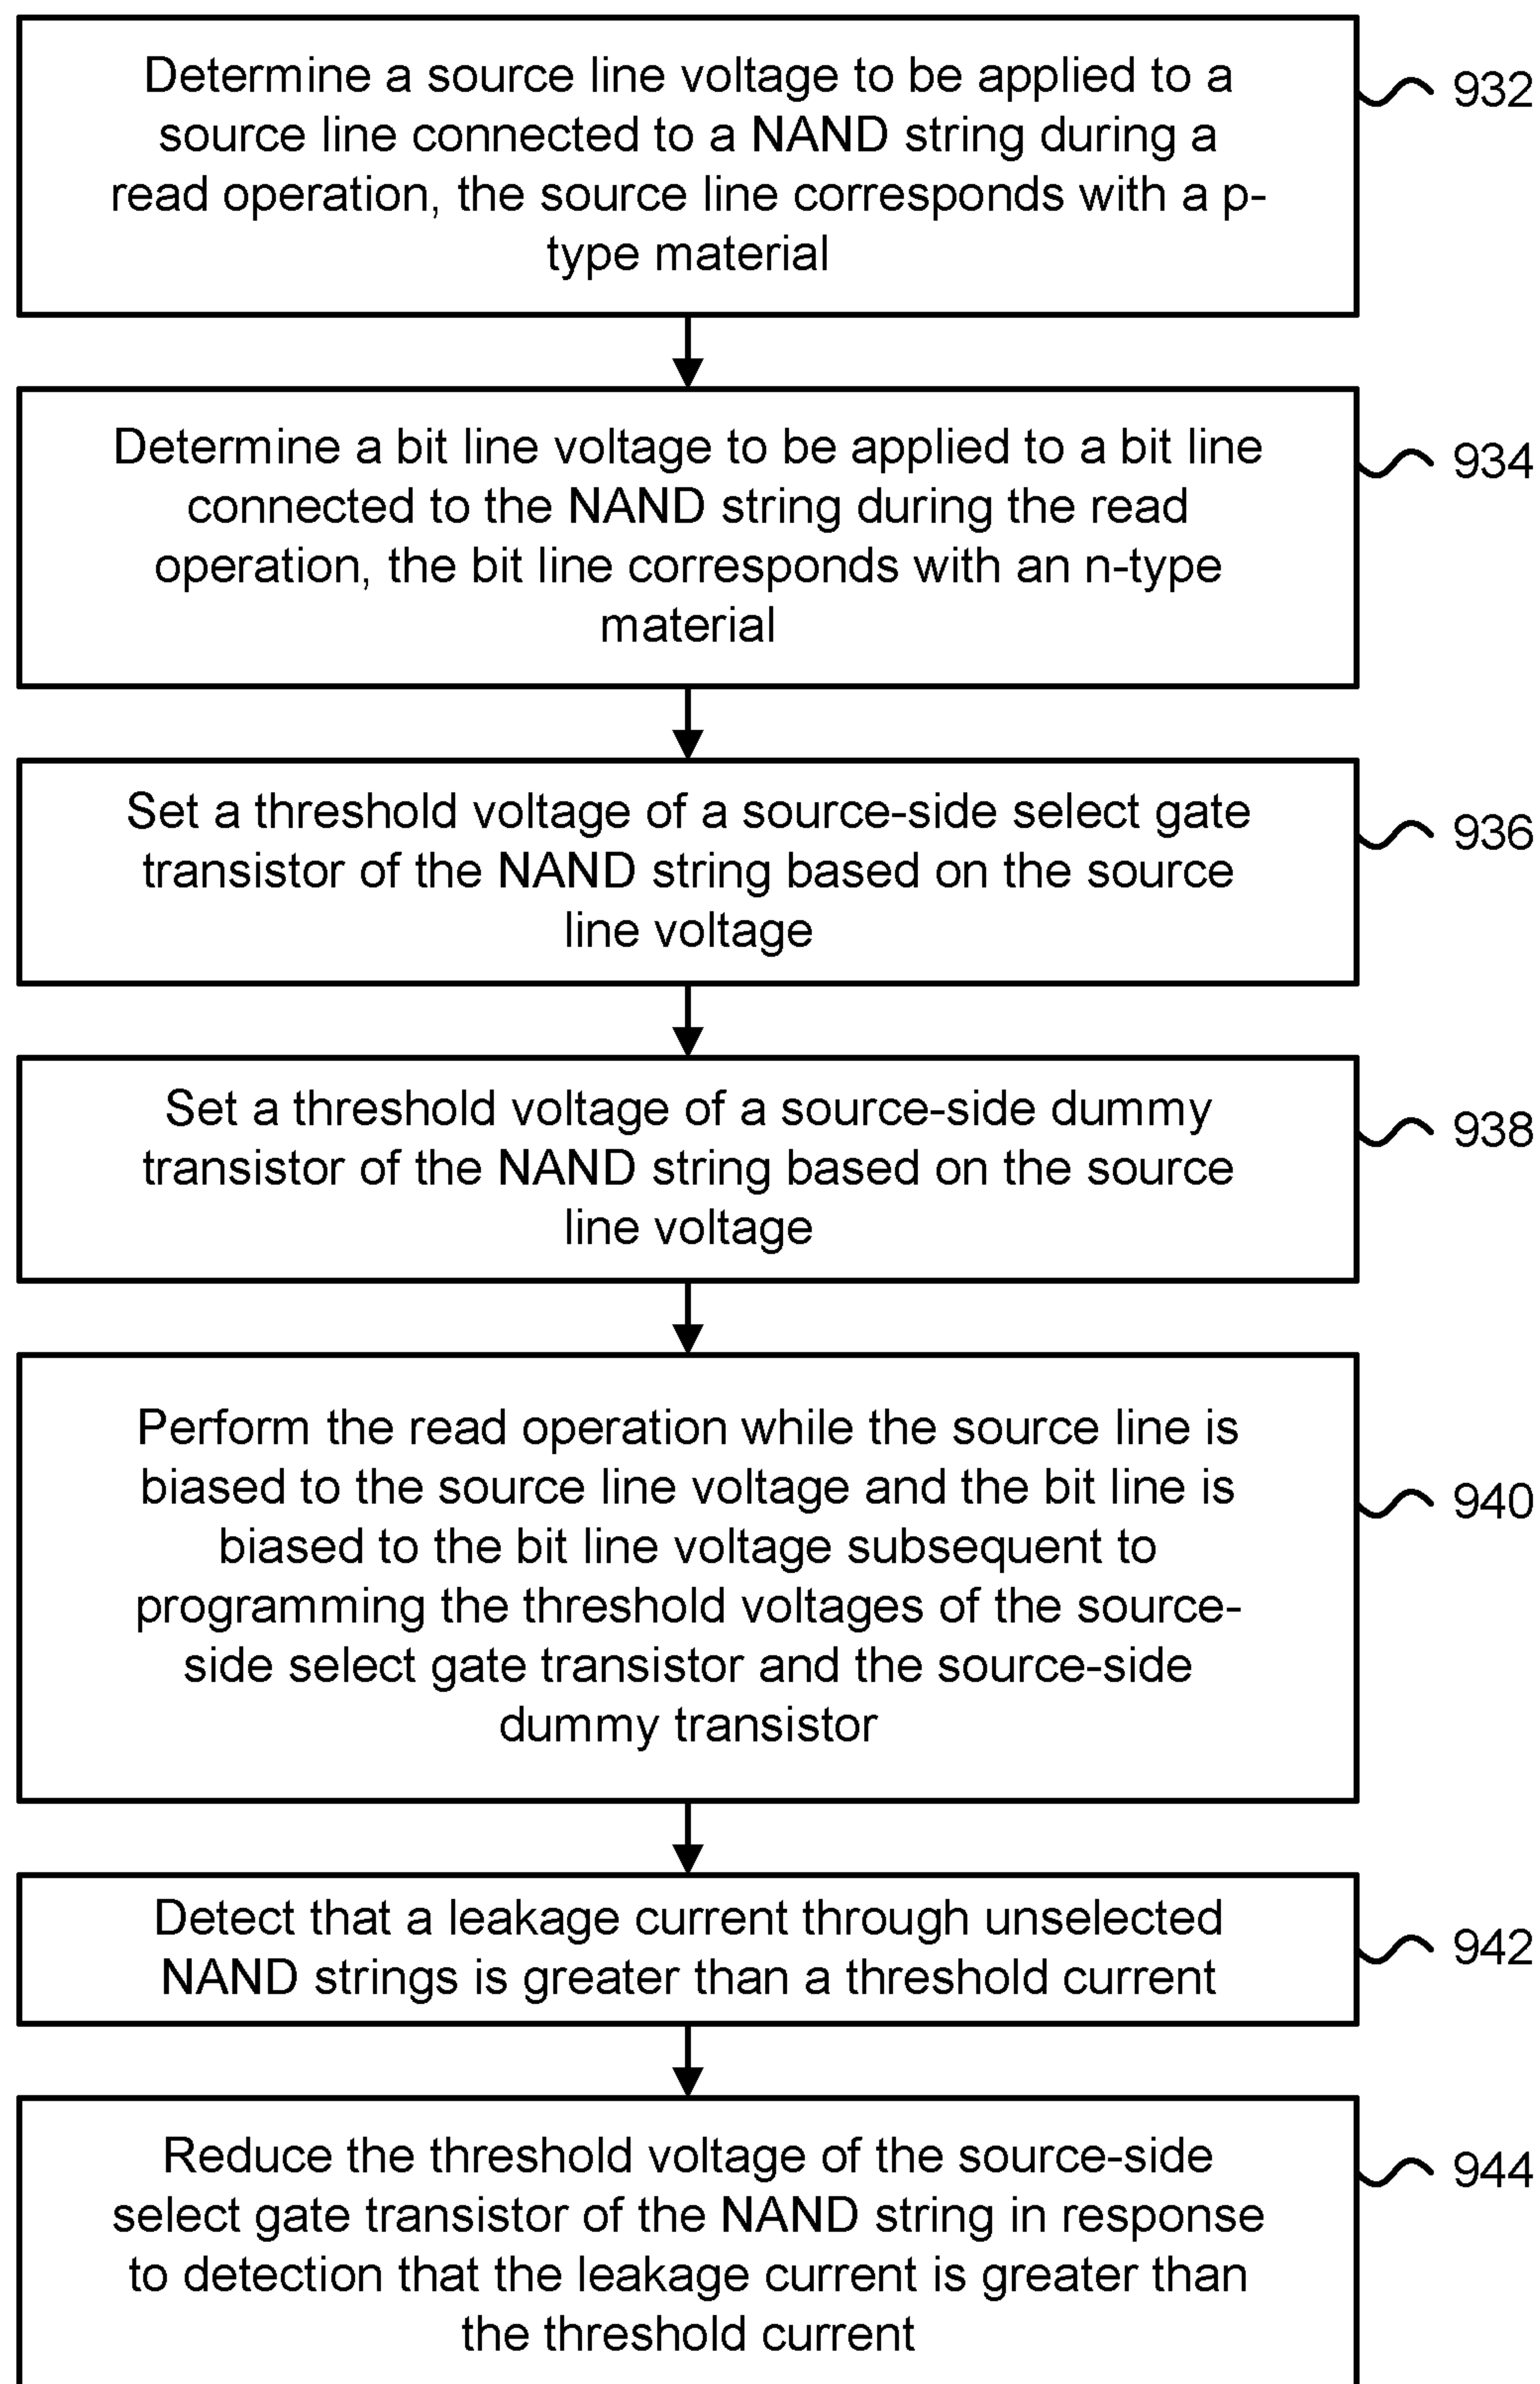 Determine a source line voltage to be applied to a
932
source line connected to a NAND string during a
read operation, the source line corresponds with a p-
type material
Determine a bit line voltage to be applied to a bit line
934
connected to the NAND string during the read
operation, the bit line corresponds with an n-type
material
Set a threshold voltage of a source-side select gate
936
transistor of the NAND string based on the source
line voltage
Set a threshold voltage of a source-side dummy
938
transistor of the NAND string based on the source
line voltage
Perform the read operation while the source line is
biased to the source line voltage and the bit line is
940
biased to the bit line voltage subsequent to
programming the threshold voltages of the source-
side select gate transistor and the source-side
dummy transistor
Detect that a leakage current through unselected
942
NAND strings is greater than a threshold current
Reduce the threshold voltage of the source-side
944
select gate transistor of the NAND string in response
to detection that the leakage current is greater than
the threshold current